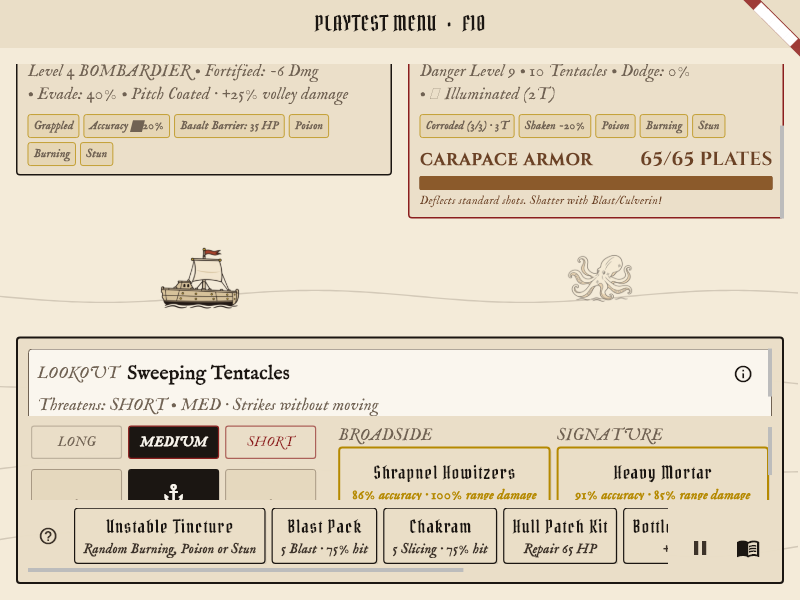 PLAYTEST MENU · F10
Level 4 BOMBARDIER • Fortified: -6 Dmg
• Evade: 40% • Pitch Coated · +25% volley damage
Grappled
Accuracy 20%
Basalt Barrier: 35 HP
Poison
Burning
Stun
Danger Level 9 • 10 Tentacles • Dodge: 0%
• Illuminated (2T)
Corroded (3/3) · 3T
Shaken -20%
Poison
Burning
Stun
CARAPACE ARMOR 65/65 PLATES
Deflects standard shots. Shatter with Blast/Culverin!
LOOKOUT Sweeping Tentacles
Threatens: SHORT • MED · Strikes without moving
LONG
MEDIUM
SHORT
BROADSIDE
Shrapnel Howitzers
86% accuracy · 100% range damage
SIGNATURE
Heavy Mortar
91% accuracy · 85% range damage
Unstable Tincture
Random Burning, Poison or Stun
Blast Pack
5 Blast · 75% hit
Chakram
5 Slicing · 75% hit
Hull Patch Kit
Repair 65 HP
Bottl
+